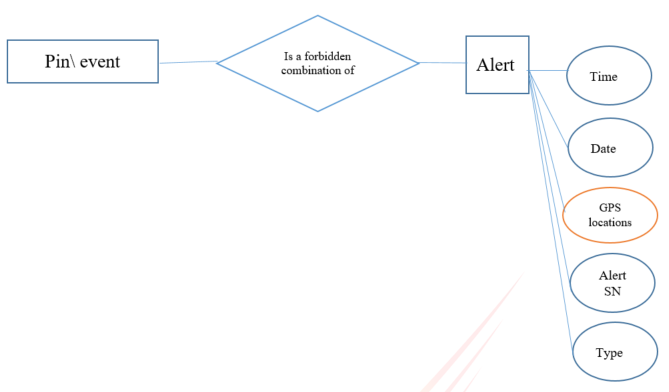 Pin\ event
Is a forbidden
combination of
Alert
Time
Date
GPS
locations
Alert
SN
Type